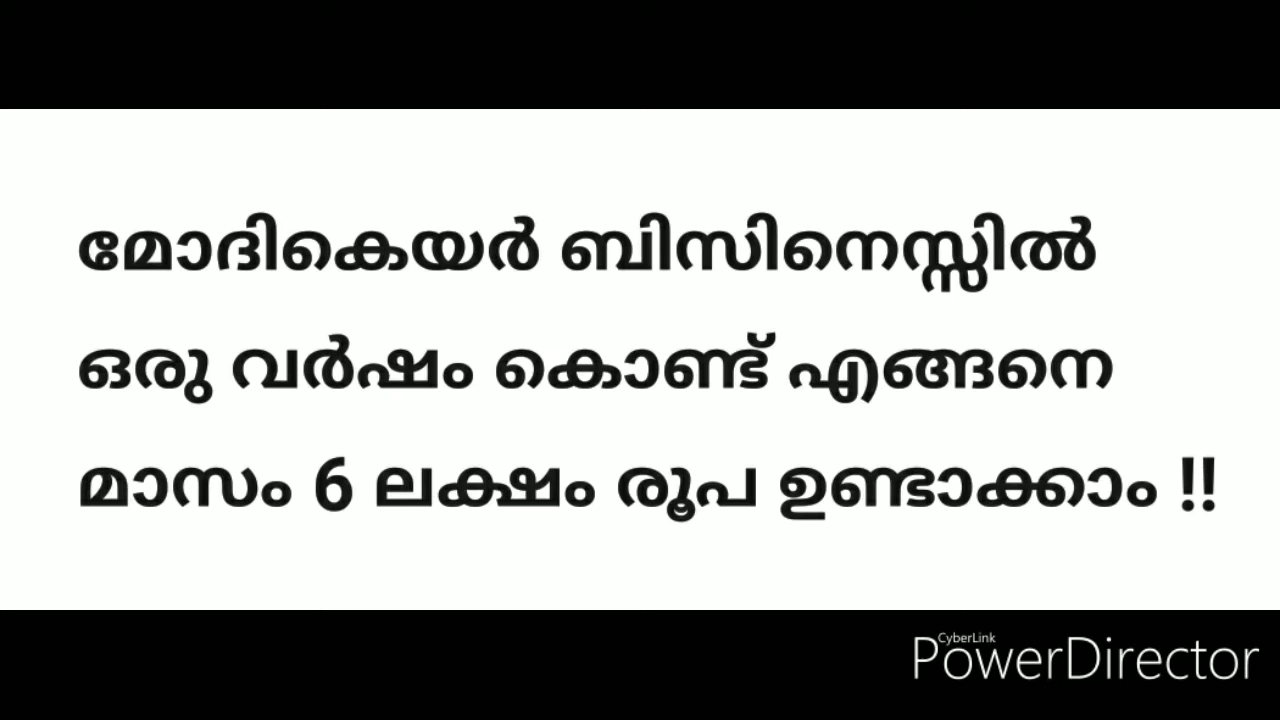 മോദികെയർ ബിസിനെസ്സിൽ
ഒരു വർഷം കൊണ്ട് എങ്ങനെ
മാസം 6 ലക്ഷം രൂപ ഉണ്ടാക്കാം !!
CyberLink
PowerDirector